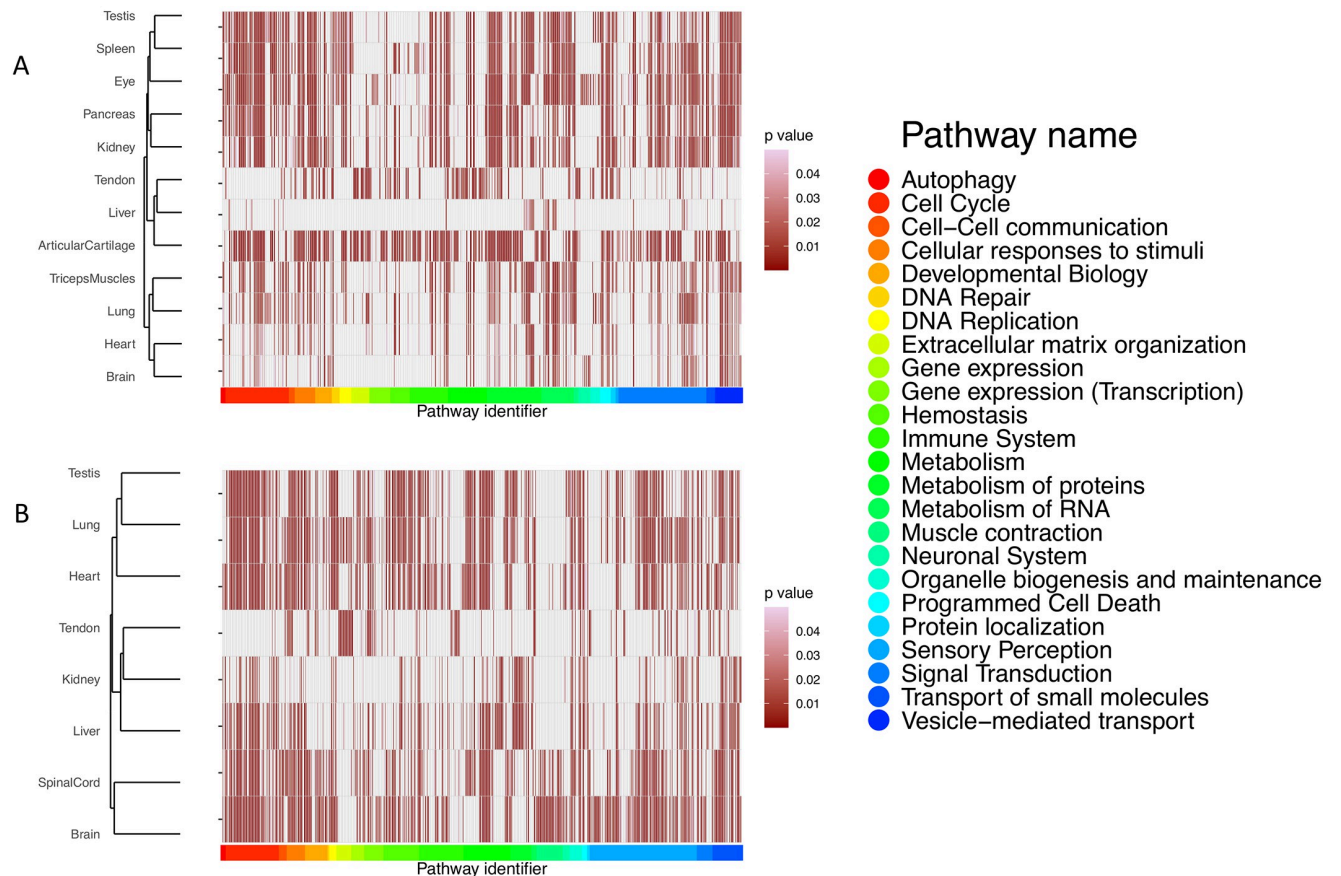 A
Testis
Spleen
Eye
Pancreas
Kidney
Tendon
Liver
ArticularCartilage
TricepsMuscles
Lung
Heart
Brain
Pathway identifier
p value
0.04
0.03
0.02
0.01
B
Testis
Lung
Heart
Tendon
Kidney
Liver
SpinalCord
Brain
Pathway identifier
p value
0.04
0.03
0.02
0.01
Pathway name
Autophagy
Cell Cycle
Cell−Cell communication
Cellular responses to stimuli
Developmental Biology
DNA Repair
DNA Replication
Extracellular matrix organization
Gene expression
Gene expression (Transcription)
Hemostasis
Immune System
Metabolism
Metabolism of proteins
Metabolism of RNA
Muscle contraction
Neuronal System
Organelle biogenesis and maintenance
Programmed Cell Death
Protein localization
Sensory Perception
Signal Transduction
Transport of small molecules
Vesicle−mediated transport